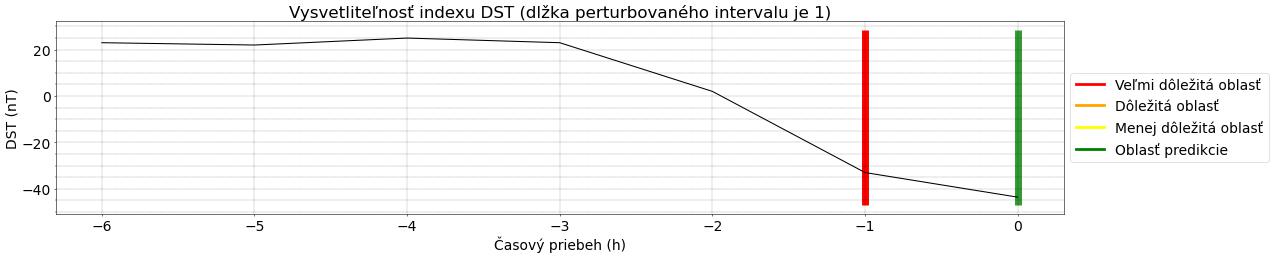 Vysvetliteľnosť indexu DST (dĺžka perturbovaného intervalu je 1)
DST (nT)
20
0
−20
−40
−6
−5
−4
−3
−2
−1
0
Časový priebeh (h)
Veľmi dôležitá oblasť
Dôležitá oblasť
Menej dôležitá oblasť
Oblasť predikcie